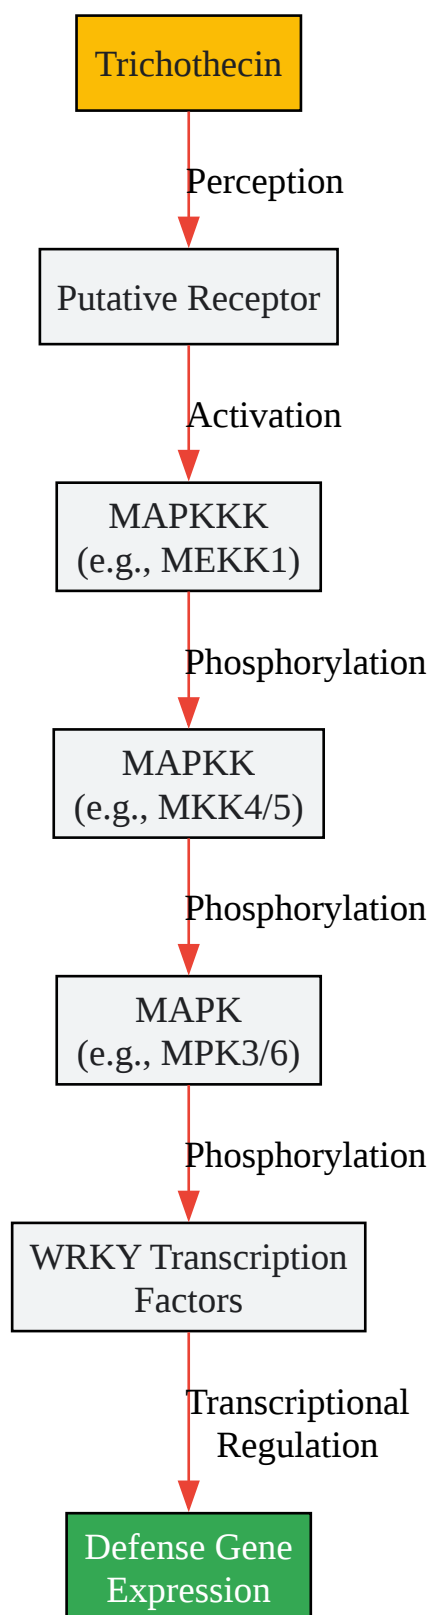 Trichothecin
Perception
Putative Receptor
Activation
MAPKKK
(e.g., MEKK1)
Phosphorylation
MAPKK
(e.g., MKK4/5)
Phosphorylation
MAPK
(e.g., MPK3/6)
Phosphorylation
WRKY Transcription
Factors
Transcriptional
Regulation
Defense Gene
Expression